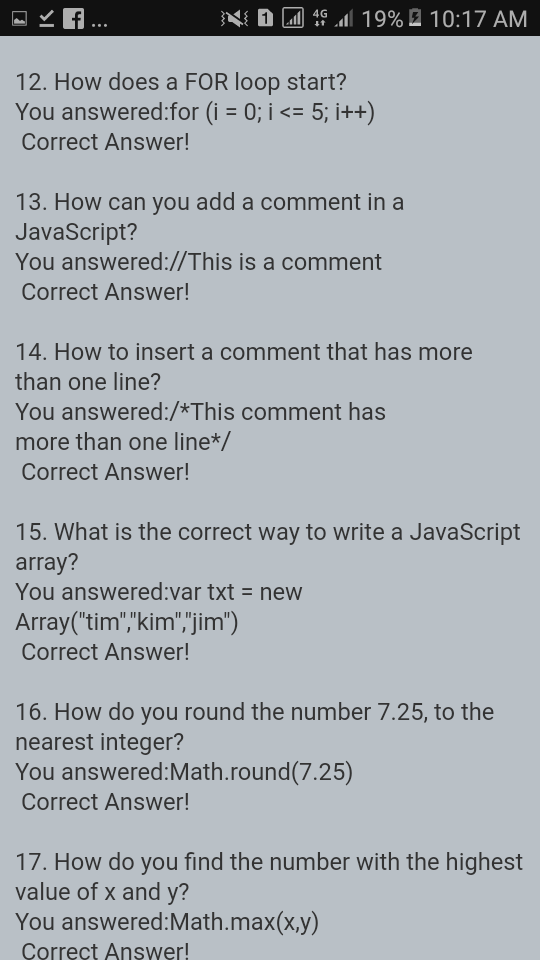 ... 1 4G 19% 10:17 AM
12. How does a FOR loop start?
You answered:for (i = 0; i <= 5; i++)
Correct Answer!
13. How can you add a comment in a
JavaScript?
You answered://This is a comment
Correct Answer!
14. How to insert a comment that has more
than one line?
You answered:/*This comment has
more than one line*/
Correct Answer!
15. What is the correct way to write a JavaScript
array?
You answered:var txt = new
Array("tim","kim","jim")
Correct Answer!
16. How do you round the number 7.25, to the
nearest integer?
You answered:Math.round(7.25)
Correct Answer!
17. How do you find the number with the highest
value of x and y?
You answered:Math.max(x,y)
Correct Answer!